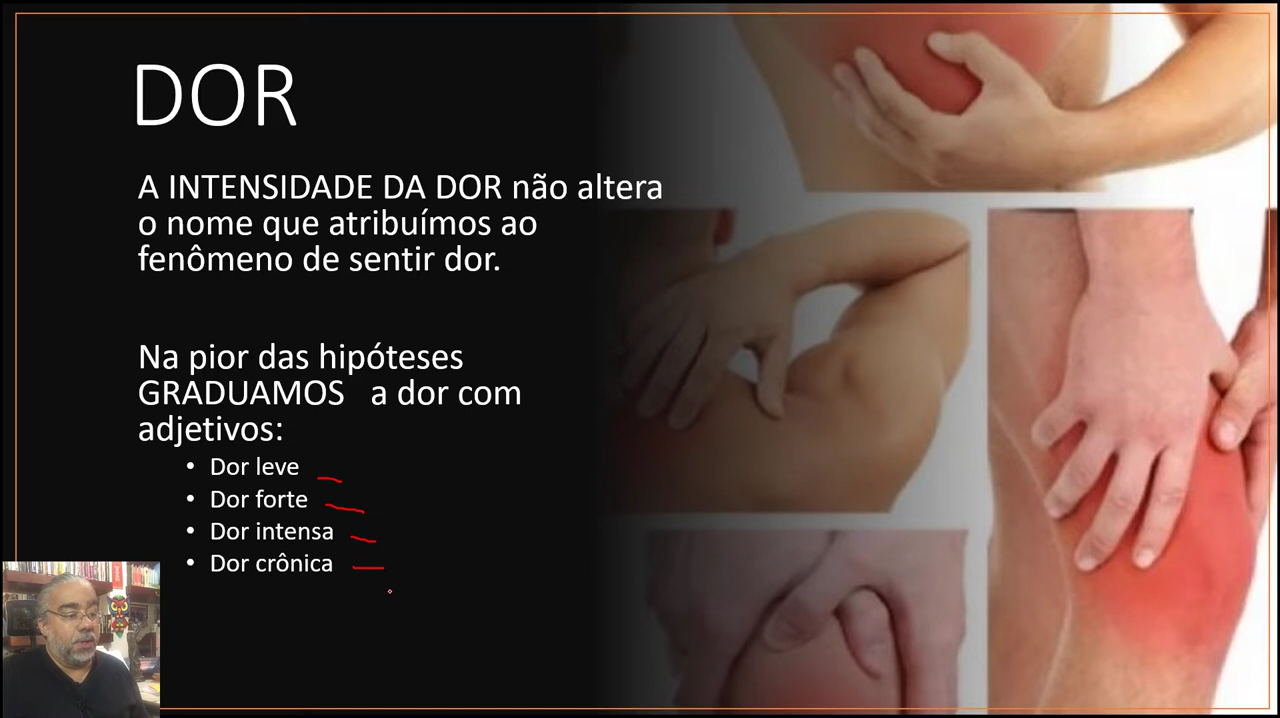 DOR
A INTENSIDADE DA DOR não altera
o nome que atribuímos ao
fenômeno de sentir dor.
Na pior das hipóteses
GRADUAMOS a dor com
adjetivos:
• Dor leve
• Dor forte
• Dor intensa
• Dor crônica